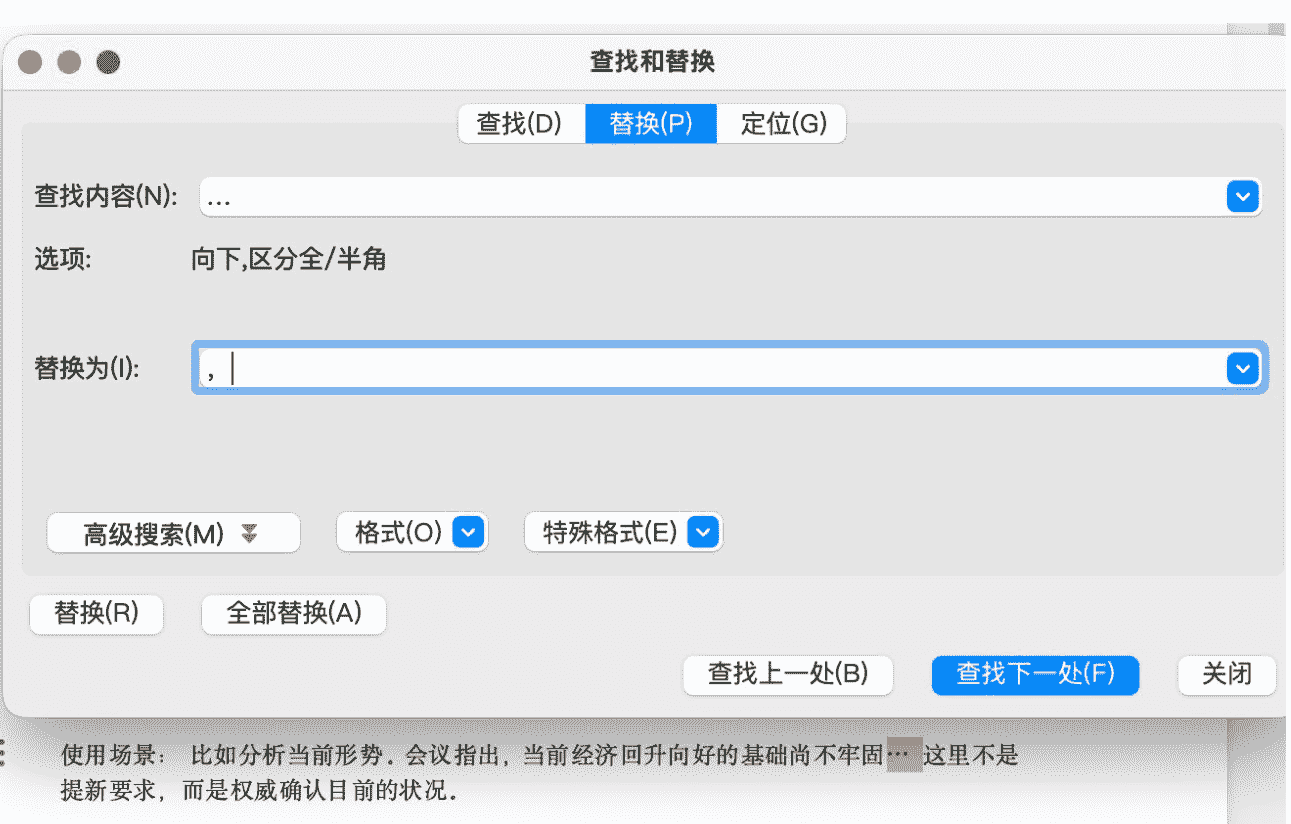 查找和替换
查找(D) 替换(P) 定位(G)
查找内容(N): ...
选项: 向下,区分全/半角
替换为(I): ，
高级搜索(M) 格式(O) 特殊格式(E)
替换(R) 全部替换(A)
查找上一处(B) 查找下一处(F) 关闭
使用场景： 比如分析当前形势．会议指出，当前经济回升向好的基础尚不牢固…这里不是
提新要求，而是权威确认目前的状况．